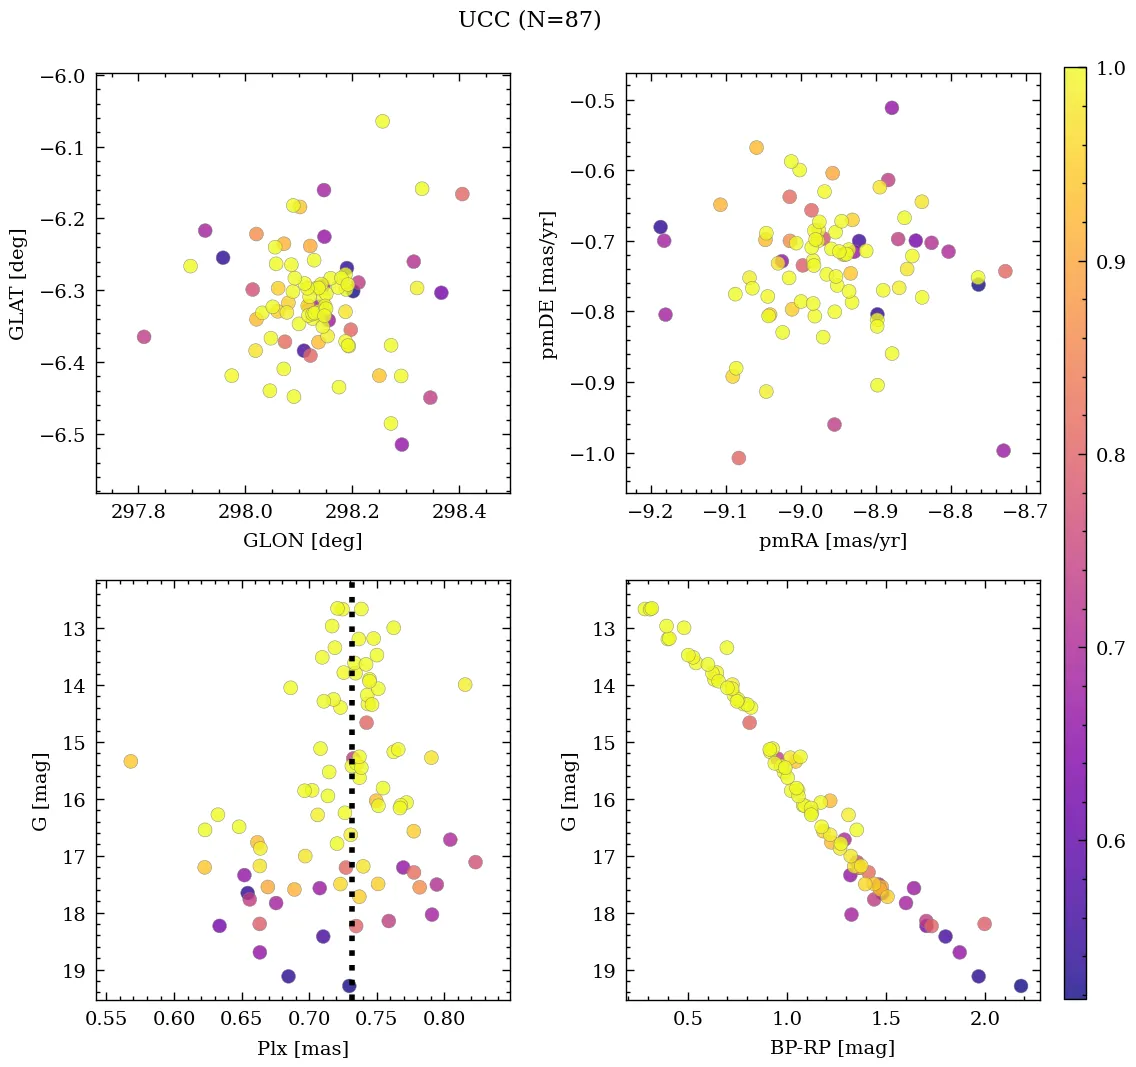 UCC (N=87)
−6.0
−6.1
−6.2
−6.3
−6.4
−6.5
GLAT [deg]
297.8 298.0 298.2 298.4
GLON [deg]
−0.5
−0.6
−0.7
−0.8
−0.9
−1.0
pmDE [mas/yr]
−9.2 −9.1 −9.0 −8.9 −8.8 −8.7
pmRA [mas/yr]
13
14
15
16
17
18
19
G [mag]
0.55 0.60 0.65 0.70 0.75 0.80
Plx [mas]
13
14
15
16
17
18
19
G [mag]
0.5 1.0 1.5 2.0
BP-RP [mag]
1.0
0.9
0.8
0.7
0.6